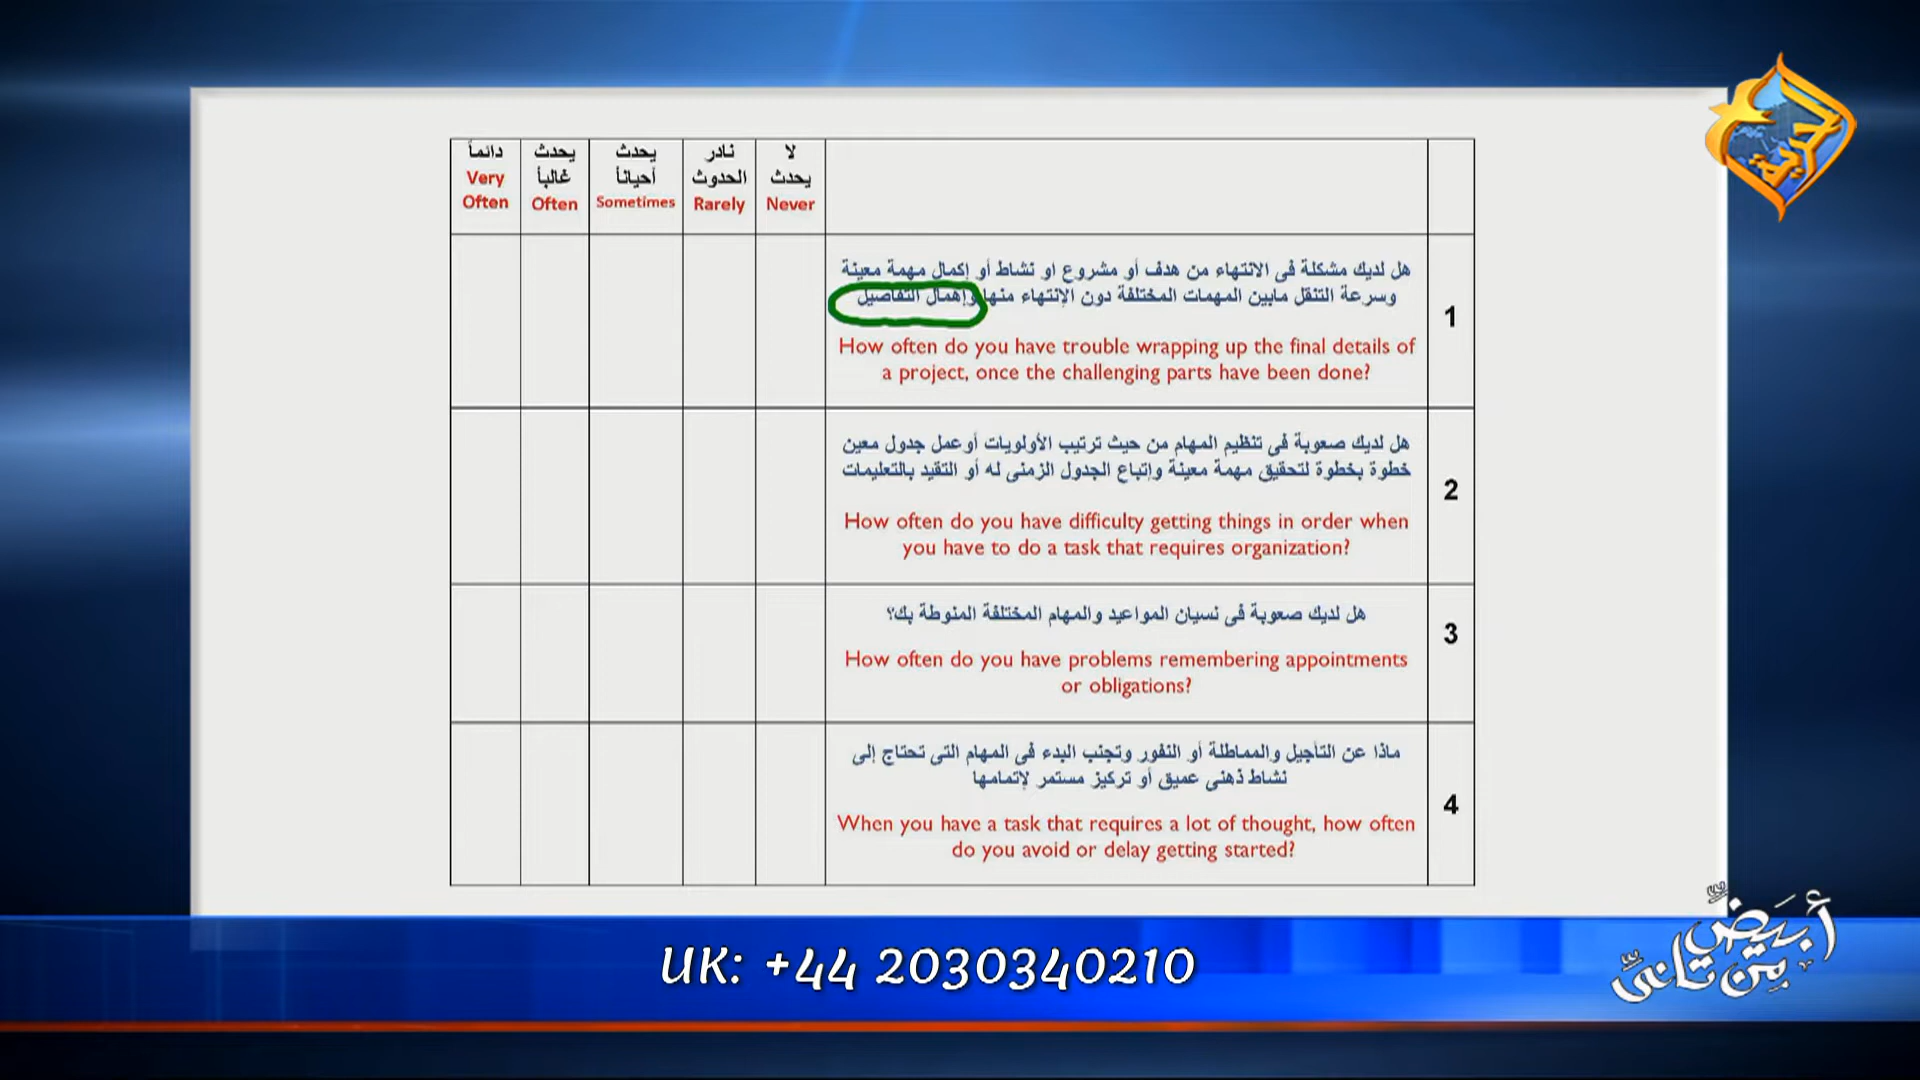 لا
يحدث
Never
نادر
الحدوث
Rarely
يحدث
أحياناً
Sometimes
يحدث
غالباً
Often
دائماً
Very
Often
1
هل لديك مشكلة فى الانتهاء من هدف أو مشروع او نشاط أو إكمال مهمة معينة
وسرعة التنقل مابين المهمات المختلفة دون الإنتهاء منها وإهمال التفاصيل
How often do you have trouble wrapping up the final details of
a project, once the challenging parts have been done?
2
هل لديك صعوبة فى تنظيم المهام من حيث ترتيب الأولويات أوعمل جدول معين
خطوة بخطوة لتحقيق مهمة معينة وإتباع الجدول الزمنى له أو التقيد بالتعليمات
How often do you have difficulty getting things in order when
you have to do a task that requires organization?
3
هل لديك صعوبة فى نسيان المواعيد والمهام المختلفة المنوطة بك؟
How often do you have problems remembering appointments
or obligations?
4
ماذا عن التأجيل والمماطلة أو النفور وتجنب البدء فى المهام التى تحتاج إلى
نشاط ذهنى عميق أو تركيز مستمر لإتمامها
When you have a task that requires a lot of thought, how often
do you avoid or delay getting started?
الحرية
أبيَضّ
مِن تانىّ
UK: +44 2030340210